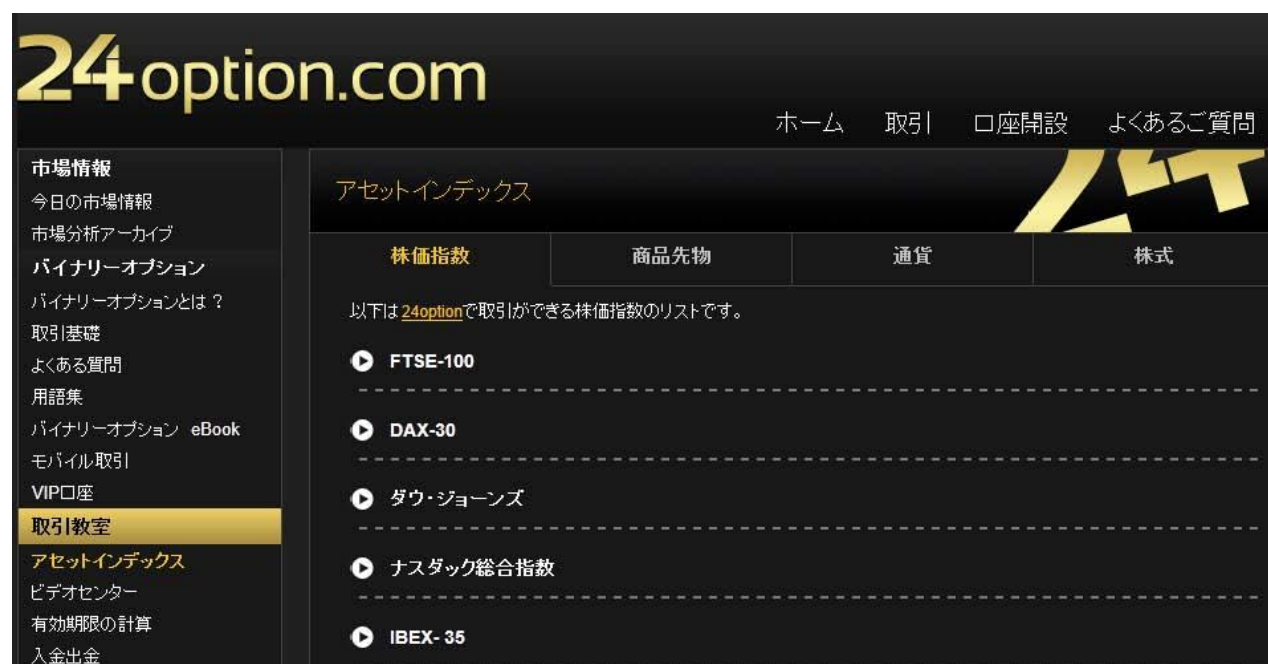 24option.com
ホーム 取引 口座開設 よくあるご質問
市場情報
今日の市場情報
市場分析アーカイブ
バイナリーオプション
バイナリーオプションとは？
取引基礎
よくある質問
用語集
バイナリーオプション eBook
モバイル取引
VIP口座
取引教室
アセットインデックス
ビデオセンター
有効期限の計算
入金出金
アセットインデックス
24
株価指数 商品先物 通貨 株式
以下は24optionで取引ができる株価指数のリストです。
FTSE-100
DAX-30
ダウ・ジョーンズ
ナスダック総合指数
IBEX- 35